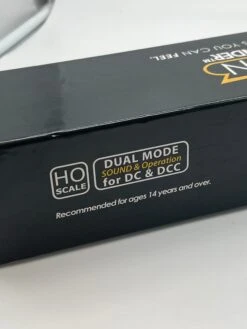 YOU CAN FEEL.
HO
SCALE
DUAL MODE
SOUND & Operation
for DC & DCC
Recommended for ages 14 years and over.